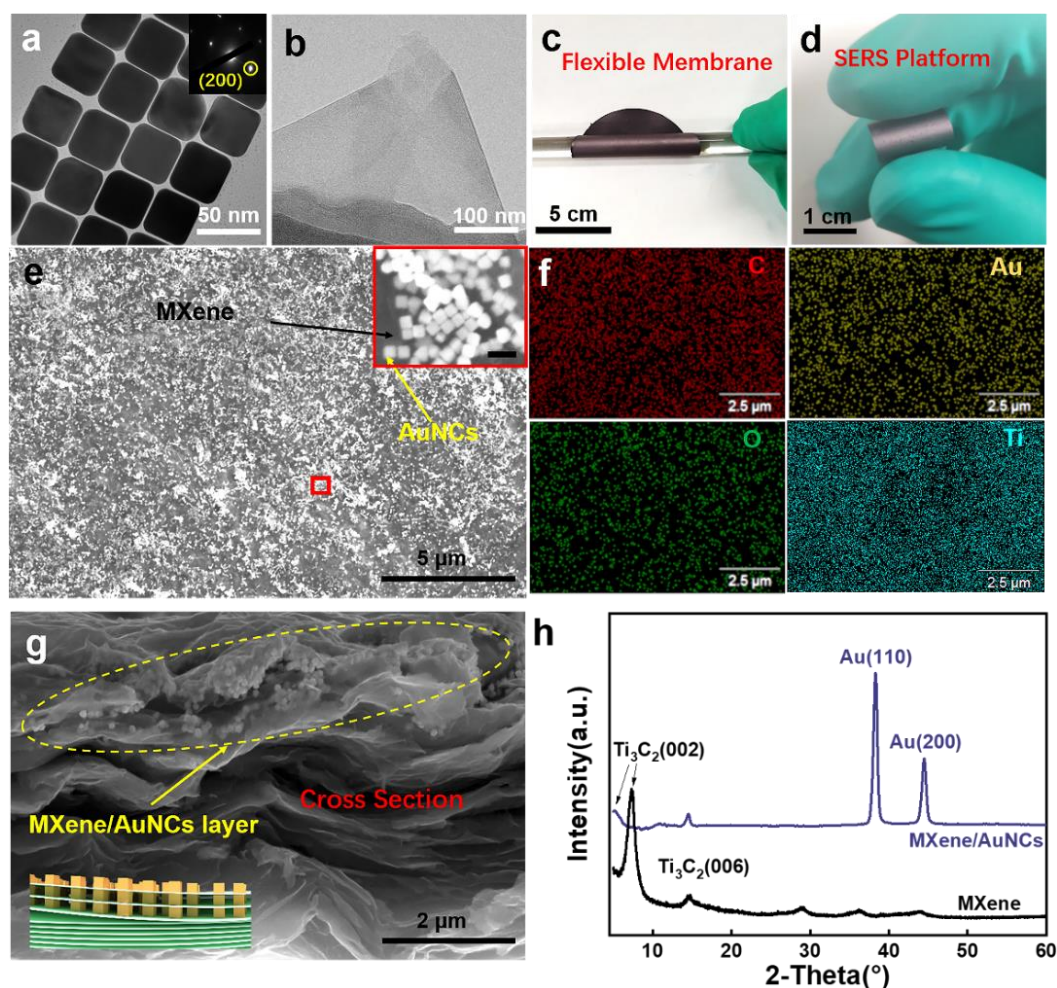 a
(200)
50 nm
b
100 nm
c
Flexible Membrane
5 cm
d
SERS Platform
1 cm
e
MXene
AuNCs
5 μm
f
C
2.5 μm
Au
2.5 μm
O
2.5 μm
Ti
2.5 μm
g
Cross Section
MXene/AuNCs layer
2 μm
h
Au(110)
Au(200)
Ti₃C₂(002)
MXene/AuNCs
Ti₃C₂(006)
MXene
Intensity(a.u.)
10 20 30 40 50 60
2-Theta(°)